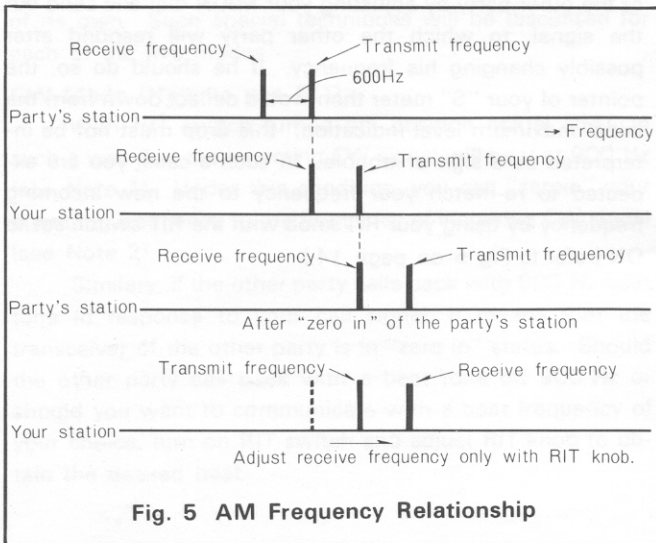 Receive frequency
Transmit frequency
600Hz
Party's station
→ Frequency
Receive frequency
Transmit frequency
Your station
Receive frequency
Transmit frequency
Party's station
After "zero in" of the party's station
Transmit frequency
Receive frequency
Your station
Adjust receive frequency only with RIT knob.
Fig. 5 AM Frequency Relationship